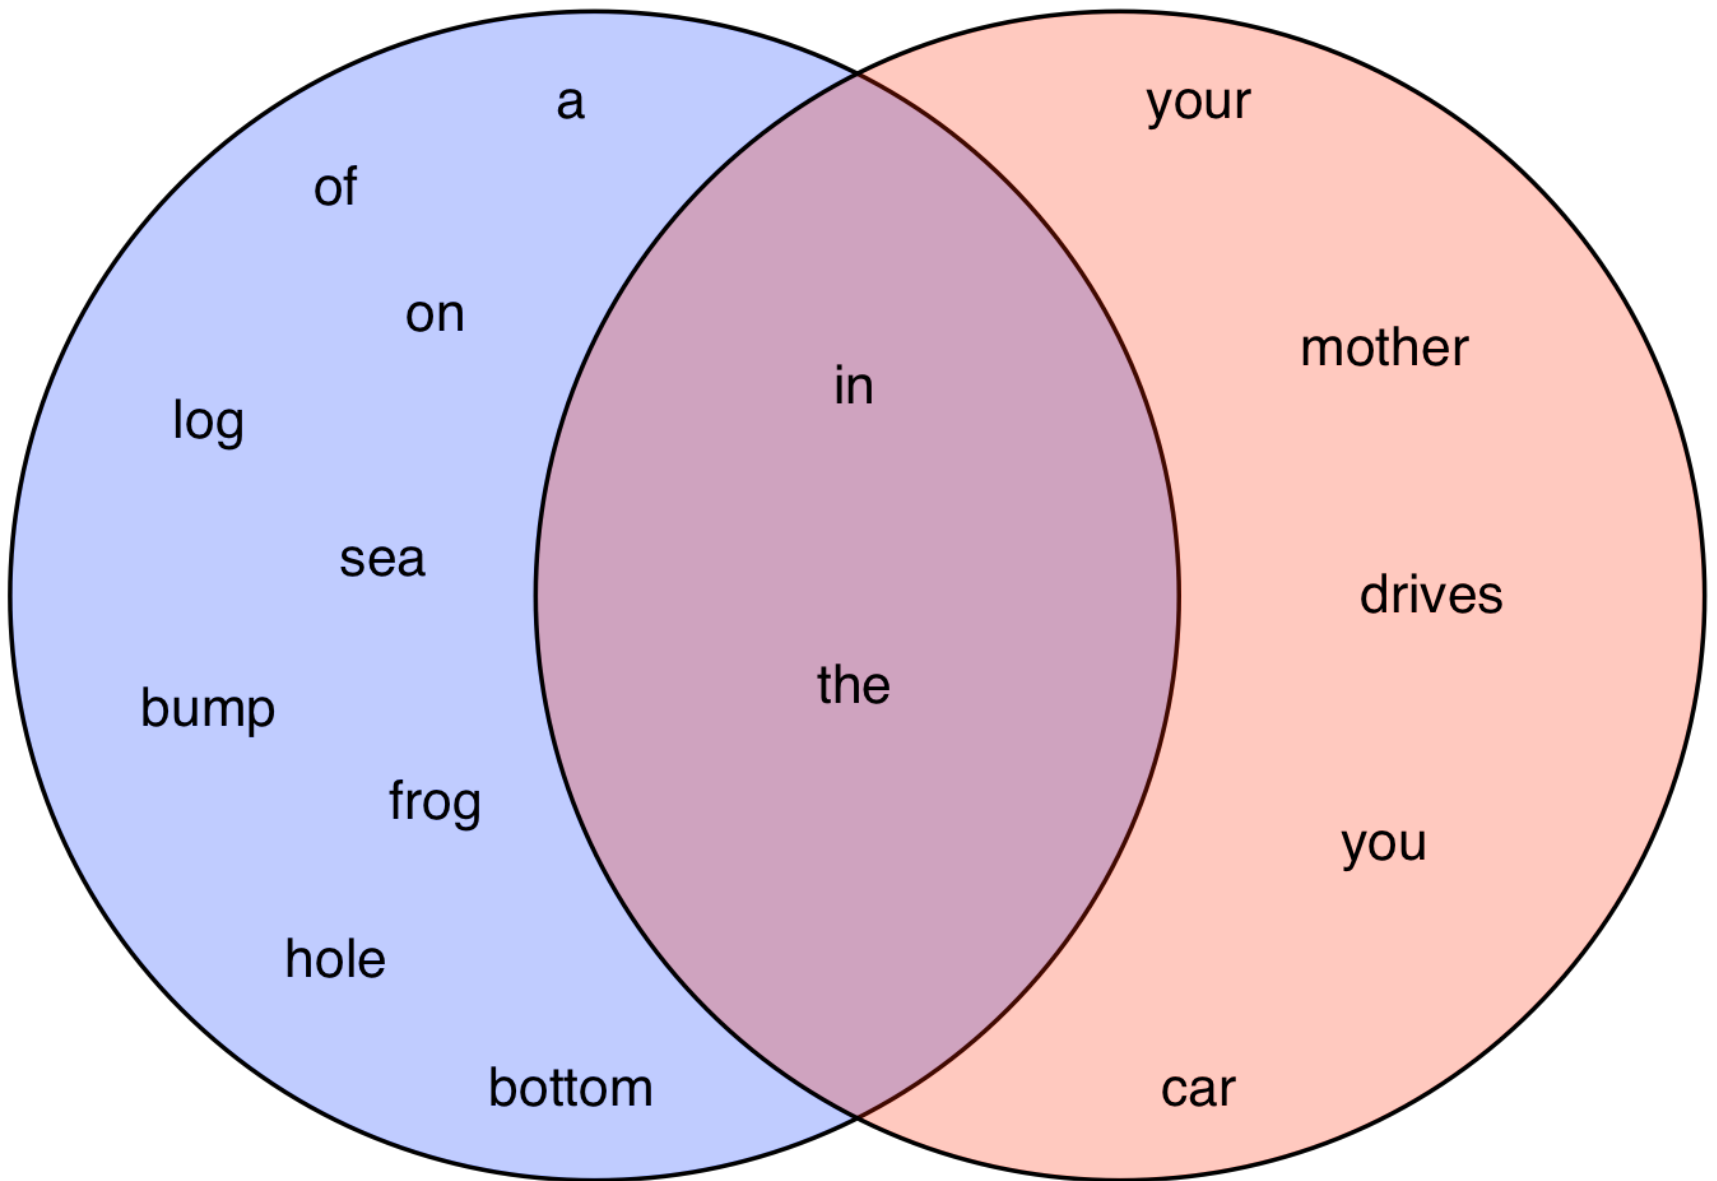 a
of
on
log
sea
bump
frog
hole
bottom
in
the
your
mother
drives
you
car